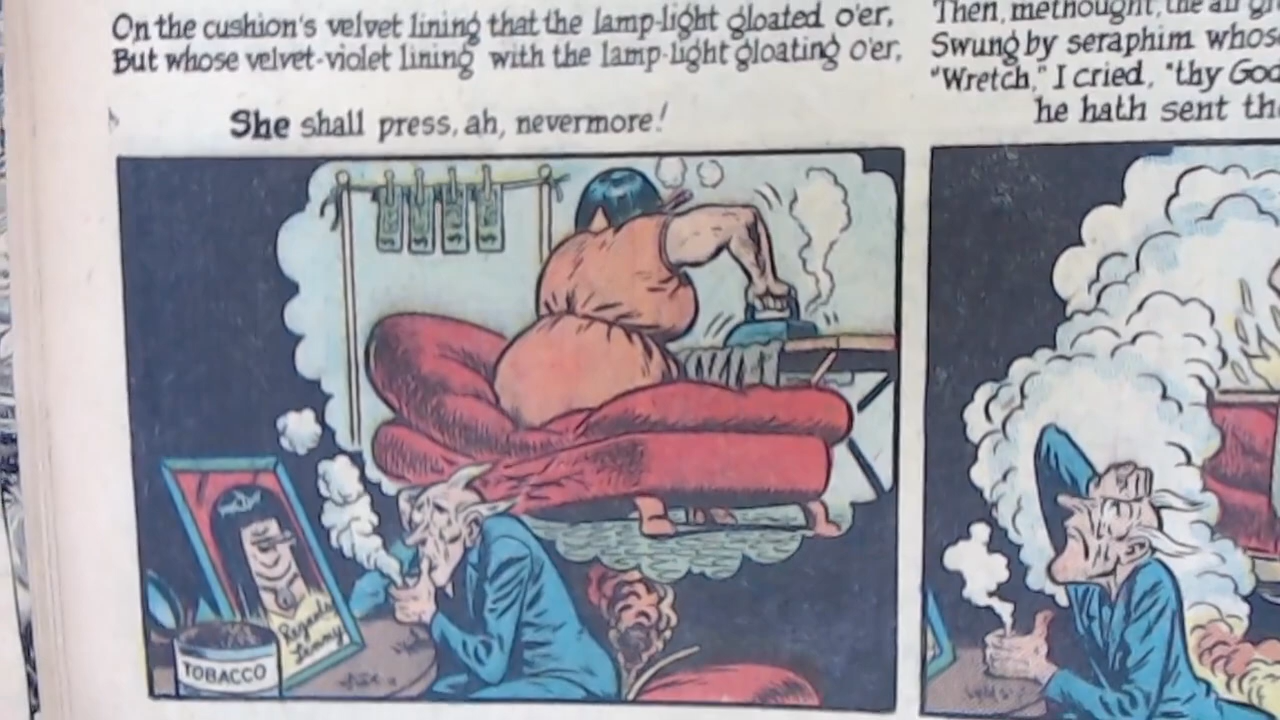 On the cushion's velvet lining that the lamp-light gloated o'er,
But whose velvet-violet lining with the lamp-light gloating o'er,
She shall press, ah, nevermore!
Then, methought, the air
Swung by seraphim
"Wretch," I cried, "thy God
he hath sent
TOBACCO